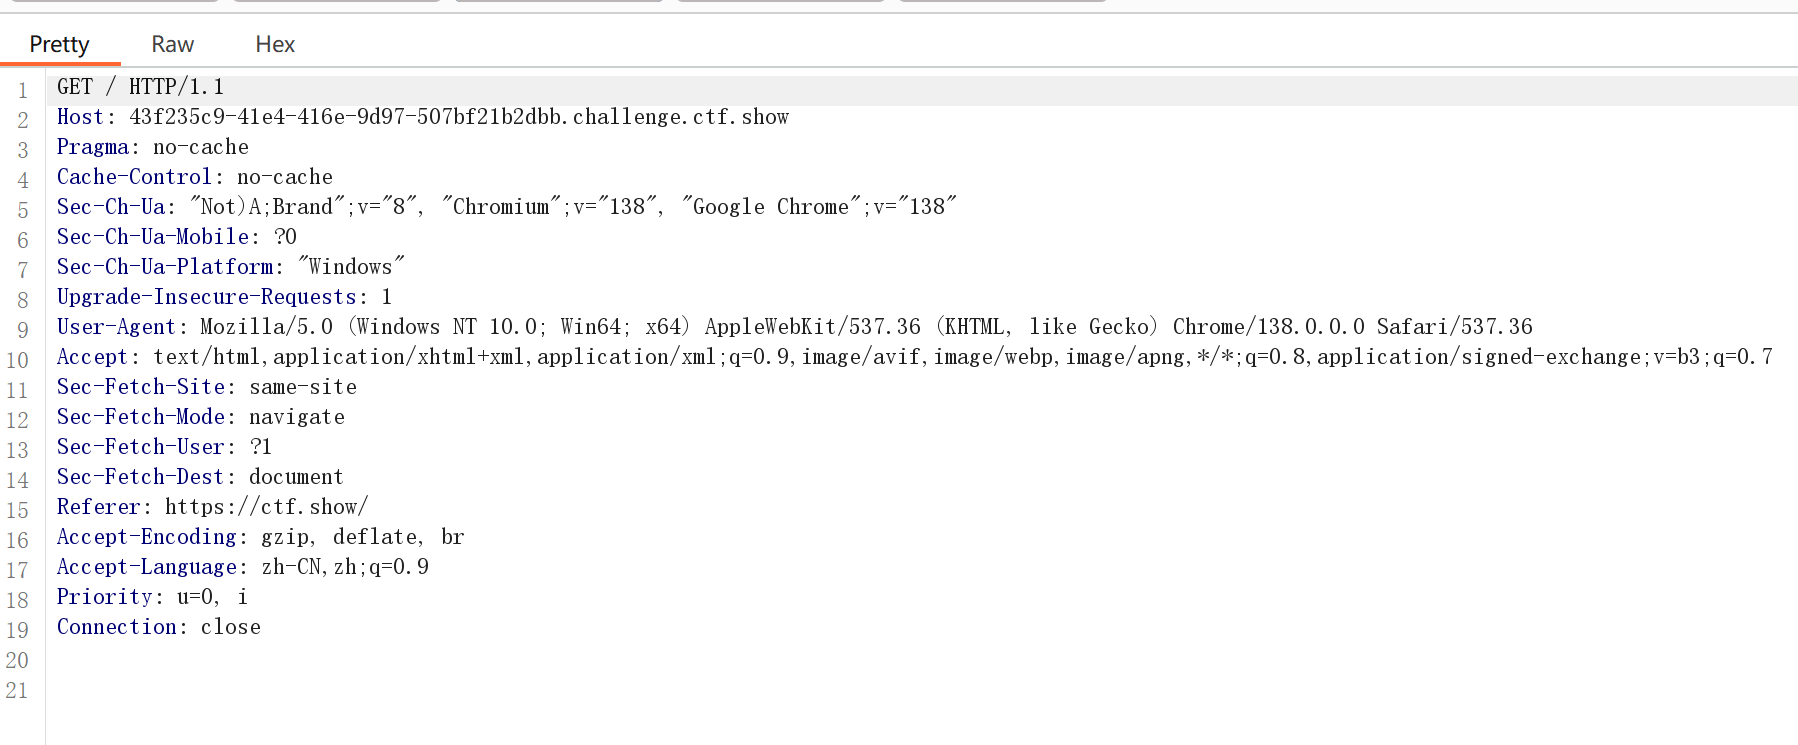 Pretty Raw Hex
1 GET / HTTP/1.1
2 Host: 43f235c9-41e4-416e-9d97-507bf21b2dbb.challenge.ctf.show
3 Pragma: no-cache
4 Cache-Control: no-cache
5 Sec-Ch-Ua: "Not)A;Brand";v="8", "Chromium";v="138", "Google Chrome";v="138"
6 Sec-Ch-Ua-Mobile: ?0
7 Sec-Ch-Ua-Platform: "Windows"
8 Upgrade-Insecure-Requests: 1
9 User-Agent: Mozilla/5.0 (Windows NT 10.0; Win64; x64) AppleWebKit/537.36 (KHTML, like Gecko) Chrome/138.0.0.0 Safari/537.36
10 Accept: text/html,application/xhtml+xml,application/xml;q=0.9,image/avif,image/webp,image/apng,*/*;q=0.8,application/signed-exchange;v=b3;q=0.7
11 Sec-Fetch-Site: same-site
12 Sec-Fetch-Mode: navigate
13 Sec-Fetch-User: ?1
14 Sec-Fetch-Dest: document
15 Referer: https://ctf.show/
16 Accept-Encoding: gzip, deflate, br
17 Accept-Language: zh-CN,zh;q=0.9
18 Priority: u=0, i
19 Connection: close
20
21